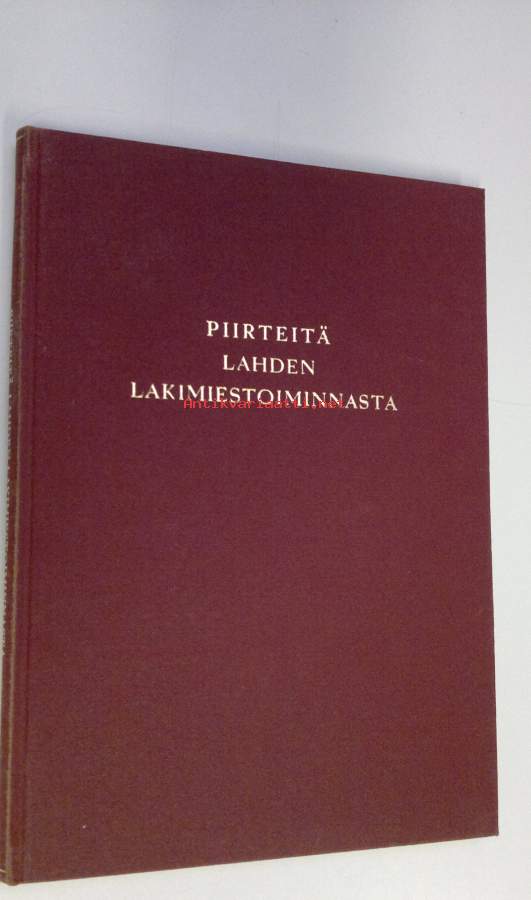 PIIRTEITÄ
LAHDEN
LAKIMIESTOIMINNASTA
Antikvariaatti.net